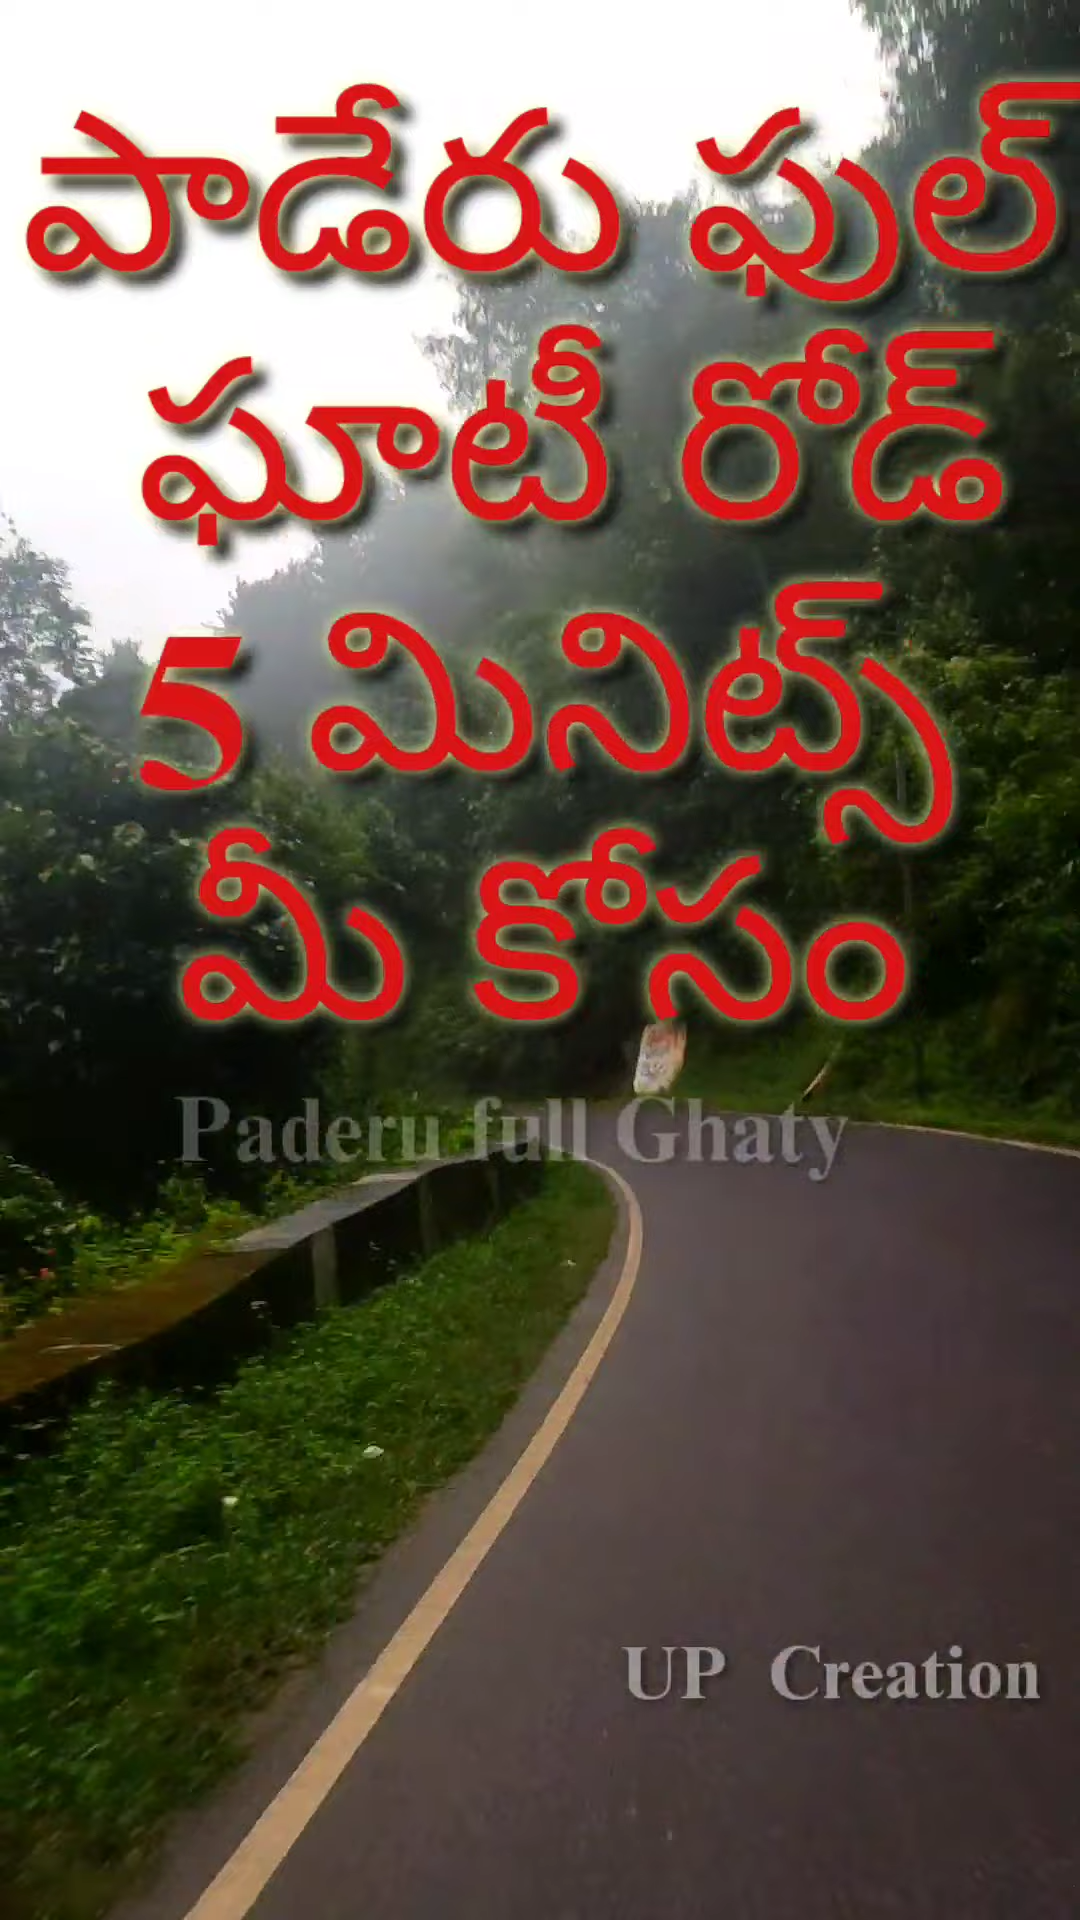 పాడేరు ఫుల్
ఘాటీ రోడ్
5 మినిట్స్
మీ కోసం
Paderu full Ghaty
UP Creation